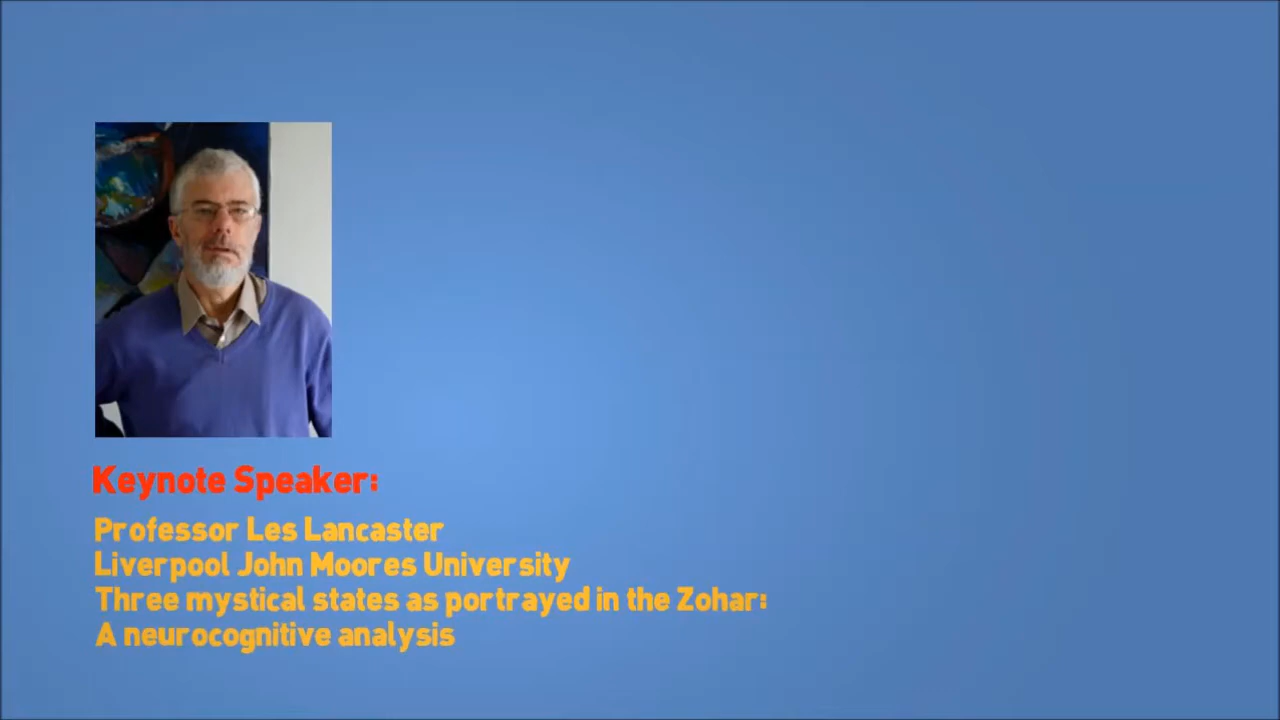 Keynote Speaker:
Professor Les Lancaster
Liverpool John Moores University
Three mystical states as portrayed in the Zohar:
A neurocognitive analysis